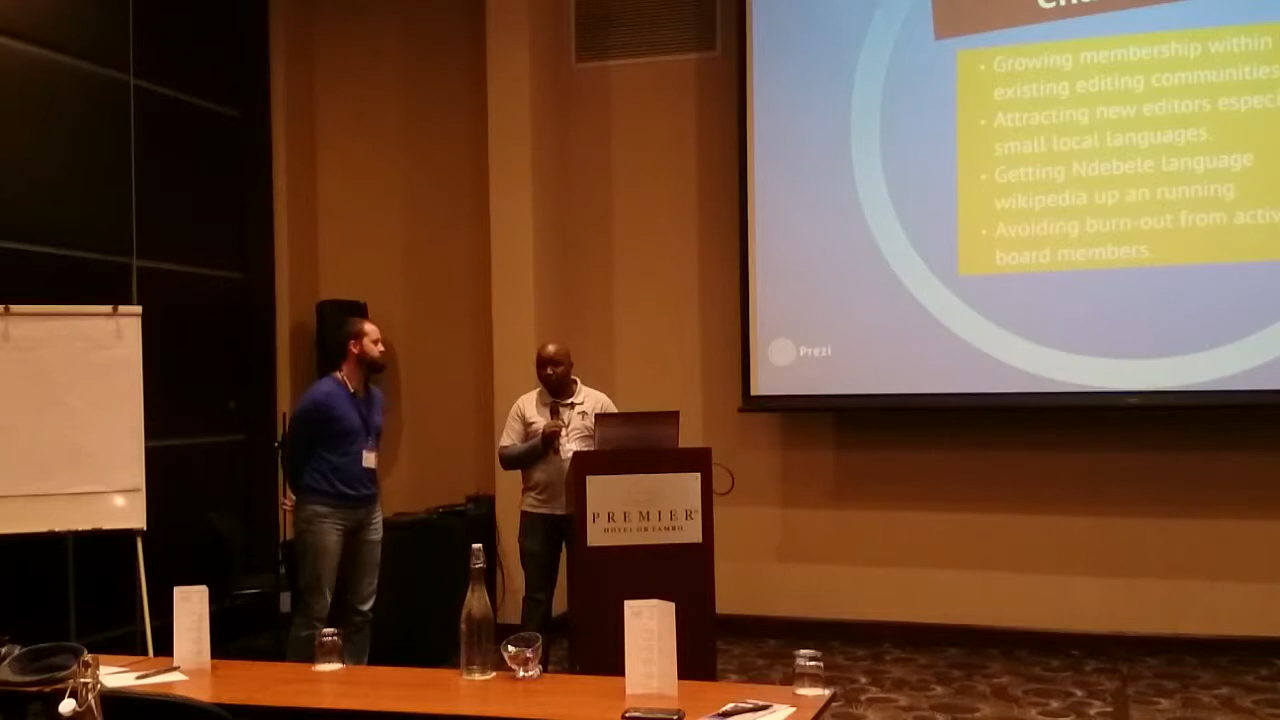 Growing membership within
existing editing communities
Attracting new editors especi
small local languages.
Getting Ndebele language
wikipedia up an running
Avoiding burn-out from activ
board members.
Prezi
PREMIER
HOTEL OR TAMBO